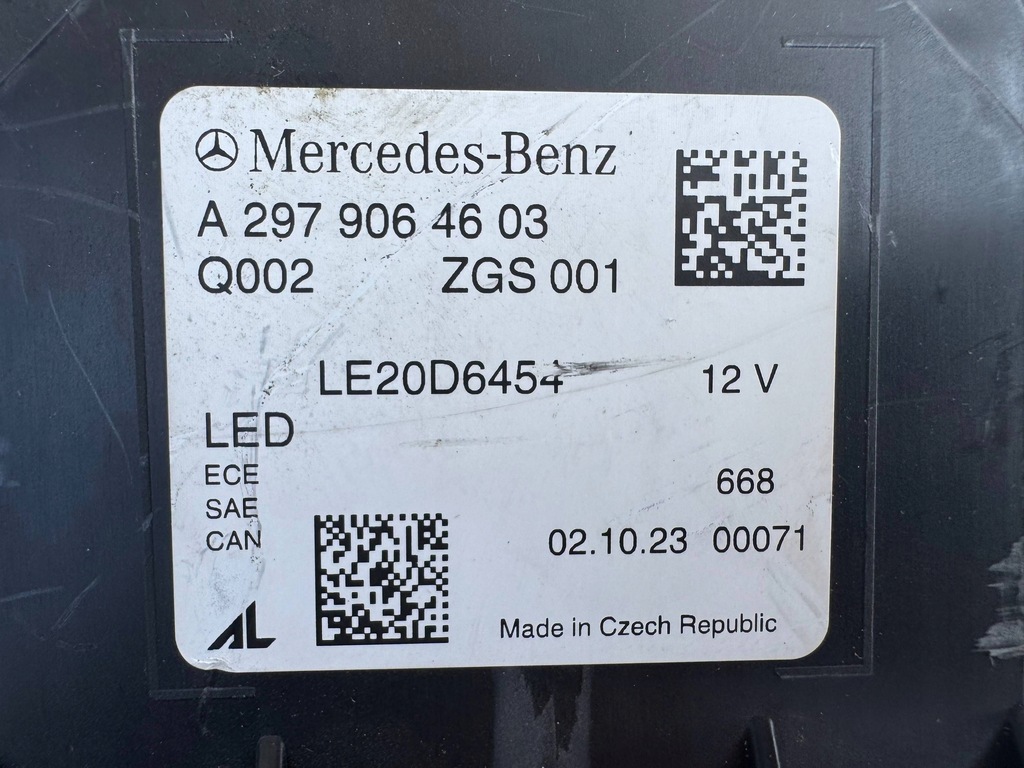 Mercedes-Benz
A 297 906 46 03
Q002 ZGS 001
LE20D6454 12 V
LED
ECE
SAE
CAN
668
02.10.23 00071
AL
Made in Czech Republic